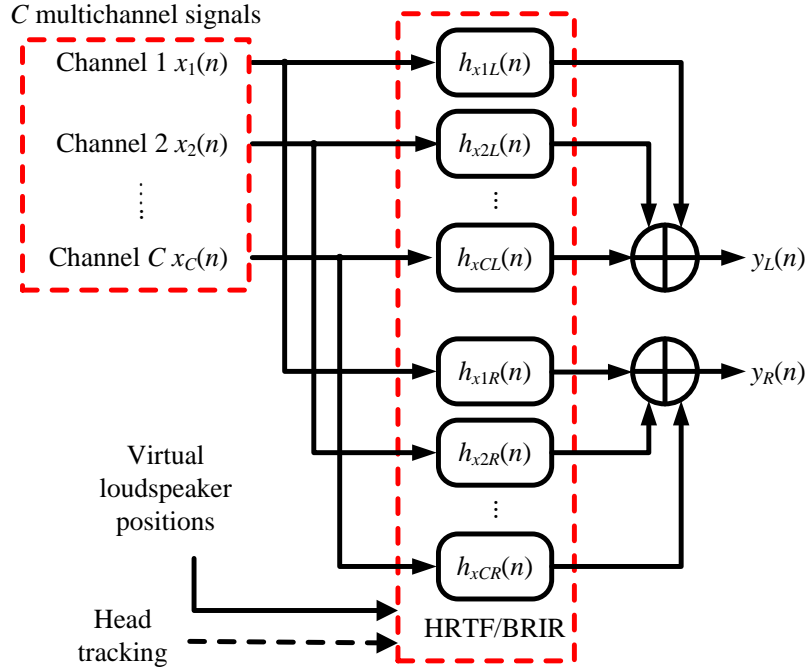 C multichannel signals
Channel 1 x1(n)
Channel 2 x2(n)
Channel C xC(n)
hx1L(n)
hx2L(n)
hxCL(n)
yL(n)
hx1R(n)
yR(n)
hx2R(n)
hxCR(n)
Virtual
loudspeaker
positions
HRTF/BRIR
Head
tracking